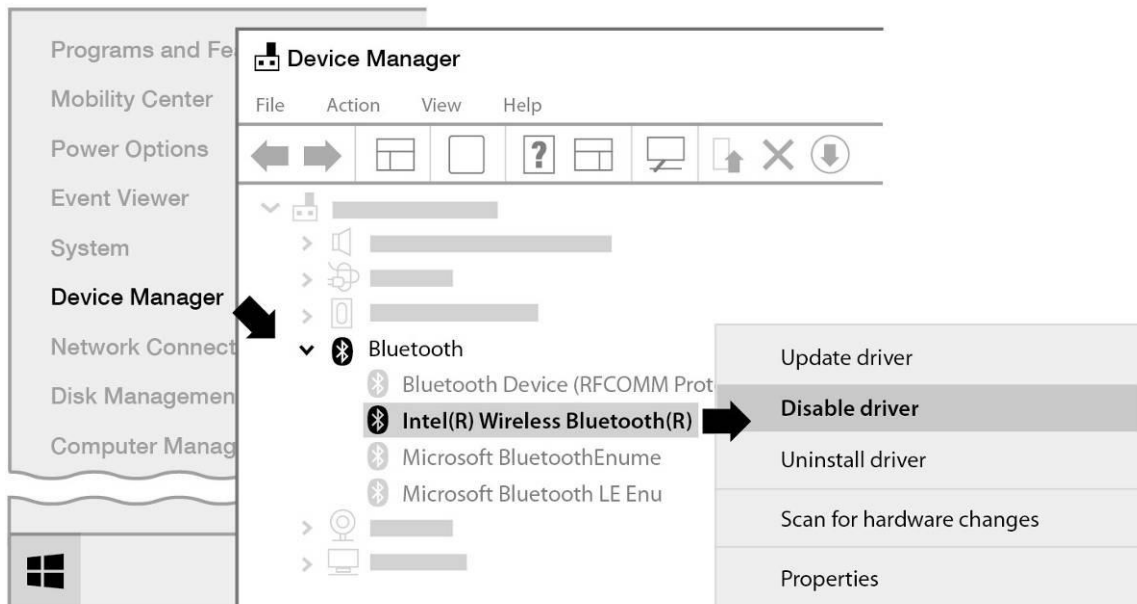 Programs and Fe
Mobility Center
Power Options
Event Viewer
System
Device Manager
Network Connect
Disk Managemen
Computer Manag
Device Manager
File Action View Help
?
Bluetooth
Bluetooth Device (RFCOMM Prot
Intel(R) Wireless Bluetooth(R)
Microsoft BluetoothEnume
Microsoft Bluetooth LE Enu
Update driver
Disable driver
Uninstall driver
Scan for hardware changes
Properties